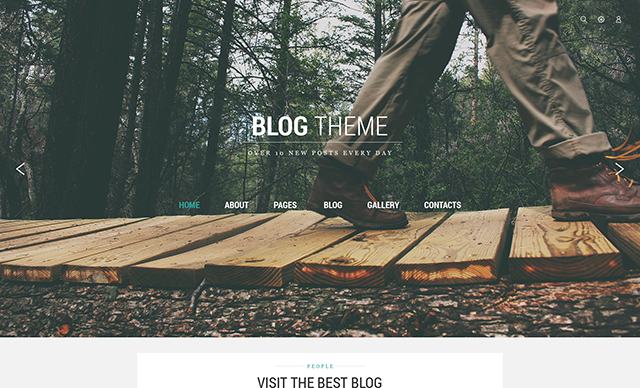 BLOG THEME
OVER 10 NEW POSTS EVERY DAY
HOME ABOUT PAGES BLOG GALLERY CONTACTS
PEOPLE
VISIT THE BEST BLOG